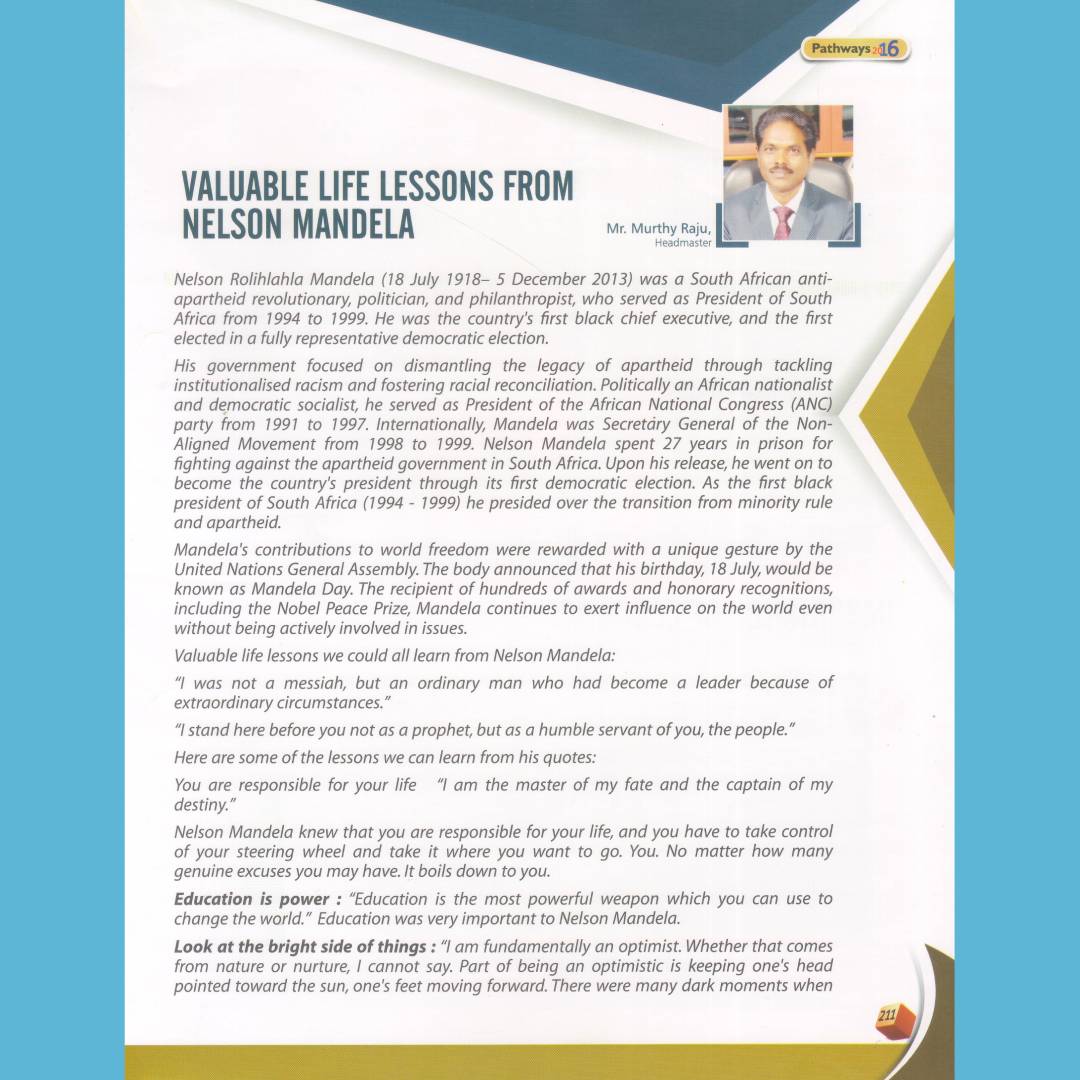 Pathways 2016
VALUABLE LIFE LESSONS FROM
NELSON MANDELA
Mr. Murthy Raju,
Headmaster
Nelson Rolihlahla Mandela (18 July 1918– 5 December 2013) was a South African anti-
apartheid revolutionary, politician, and philanthropist, who served as President of South
Africa from 1994 to 1999. He was the country's first black chief executive, and the first
elected in a fully representative democratic election.
His government focused on dismantling the legacy of apartheid through tackling
institutionalised racism and fostering racial reconciliation. Politically an African nationalist
and democratic socialist, he served as President of the African National Congress (ANC)
party from 1991 to 1997. Internationally, Mandela was Secretary General of the Non-
Aligned Movement from 1998 to 1999. Nelson Mandela spent 27 years in prison for
fighting against the apartheid government in South Africa. Upon his release, he went on to
become the country's president through its first democratic election. As the first black
president of South Africa (1994 - 1999) he presided over the transition from minority rule
and apartheid.
Mandela's contributions to world freedom were rewarded with a unique gesture by the
United Nations General Assembly. The body announced that his birthday, 18 July, would be
known as Mandela Day. The recipient of hundreds of awards and honorary recognitions,
including the Nobel Peace Prize, Mandela continues to exert influence on the world even
without being actively involved in issues.
Valuable life lessons we could all learn from Nelson Mandela:
“I was not a messiah, but an ordinary man who had become a leader because of
extraordinary circumstances.”
“I stand here before you not as a prophet, but as a humble servant of you, the people.”
Here are some of the lessons we can learn from his quotes:
You are responsible for your life “I am the master of my fate and the captain of my
destiny.”
Nelson Mandela knew that you are responsible for your life, and you have to take control
of your steering wheel and take it where you want to go. You. No matter how many
genuine excuses you may have. It boils down to you.
Education is power : “Education is the most powerful weapon which you can use to
change the world.” Education was very important to Nelson Mandela.
Look at the bright side of things : “I am fundamentally an optimist. Whether that comes
from nature or nurture, I cannot say. Part of being an optimistic is keeping one's head
pointed toward the sun, one's feet moving forward. There were many dark moments when
211